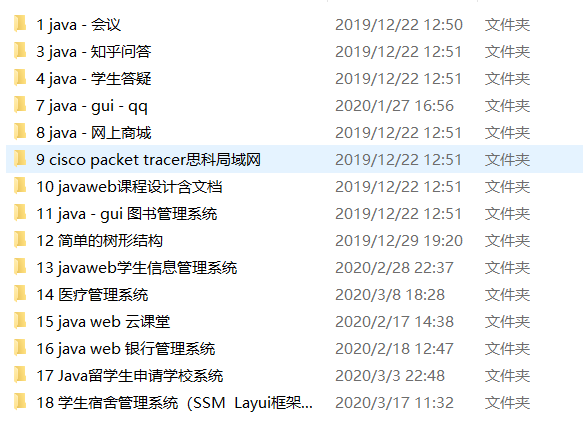 1 java - 会议 2019/12/22 12:50 文件夹
3 java - 知乎问答 2019/12/22 12:51 文件夹
4 java - 学生答疑 2019/12/22 12:51 文件夹
7 java - gui - qq 2020/1/27 16:56 文件夹
8 java - 网上商城 2019/12/22 12:51 文件夹
9 cisco packet tracer思科局域网 2019/12/22 12:51 文件夹
10 javaweb课程设计含文档 2019/12/22 12:51 文件夹
11 java - gui 图书管理系统 2019/12/22 12:51 文件夹
12 简单的树形结构 2019/12/29 19:20 文件夹
13 javaweb学生信息管理系统 2020/2/28 22:37 文件夹
14 医疗管理系统 2020/3/8 18:28 文件夹
15 java web 云课堂 2020/2/17 14:38 文件夹
16 java web 银行管理系统 2020/2/18 12:47 文件夹
17 Java留学生申请学校系统 2020/3/3 22:48 文件夹
18 学生宿舍管理系统（SSM Layui框架... 2020/3/17 11:32 文件夹